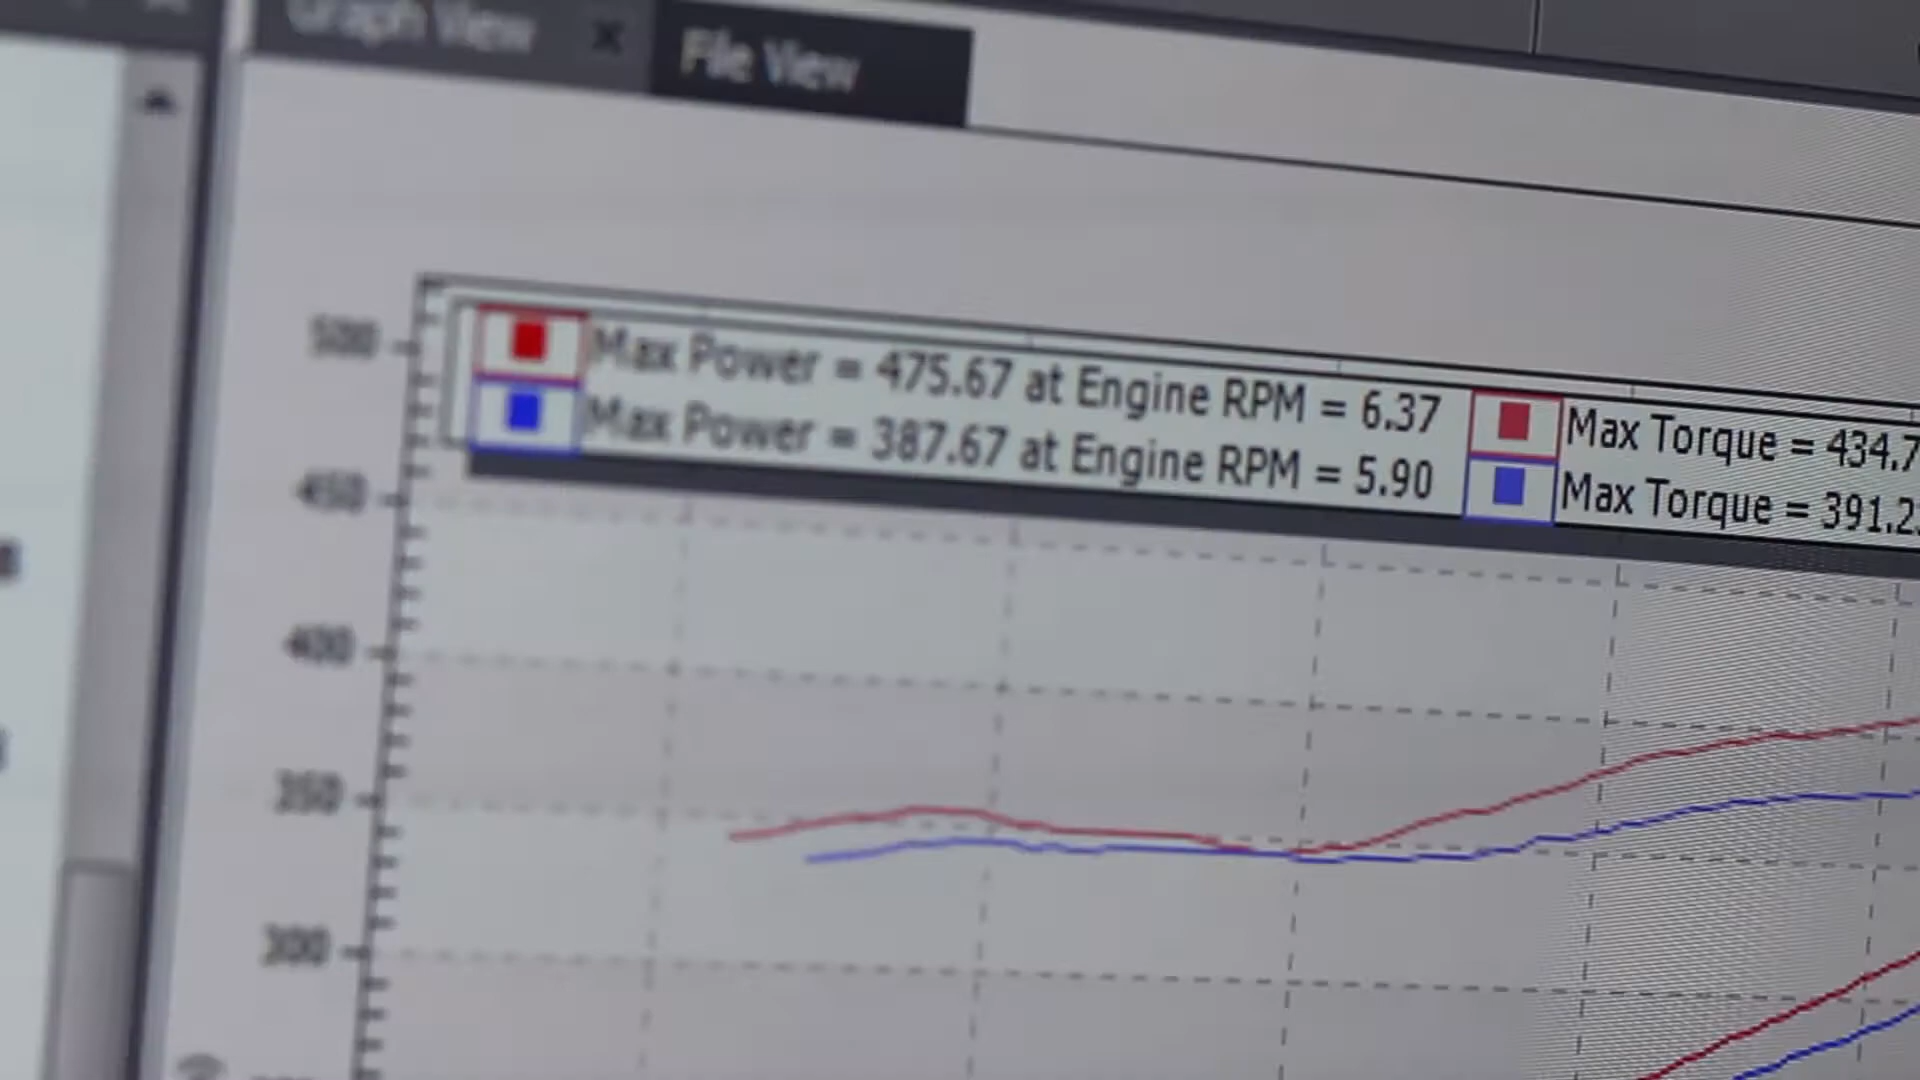 Graph View
File View
500
Max Power = 475.67 at Engine RPM = 6.37
Max Torque = 434.7
Max Power = 387.67 at Engine RPM = 5.90
Max Torque = 391.2
450
400
350
300